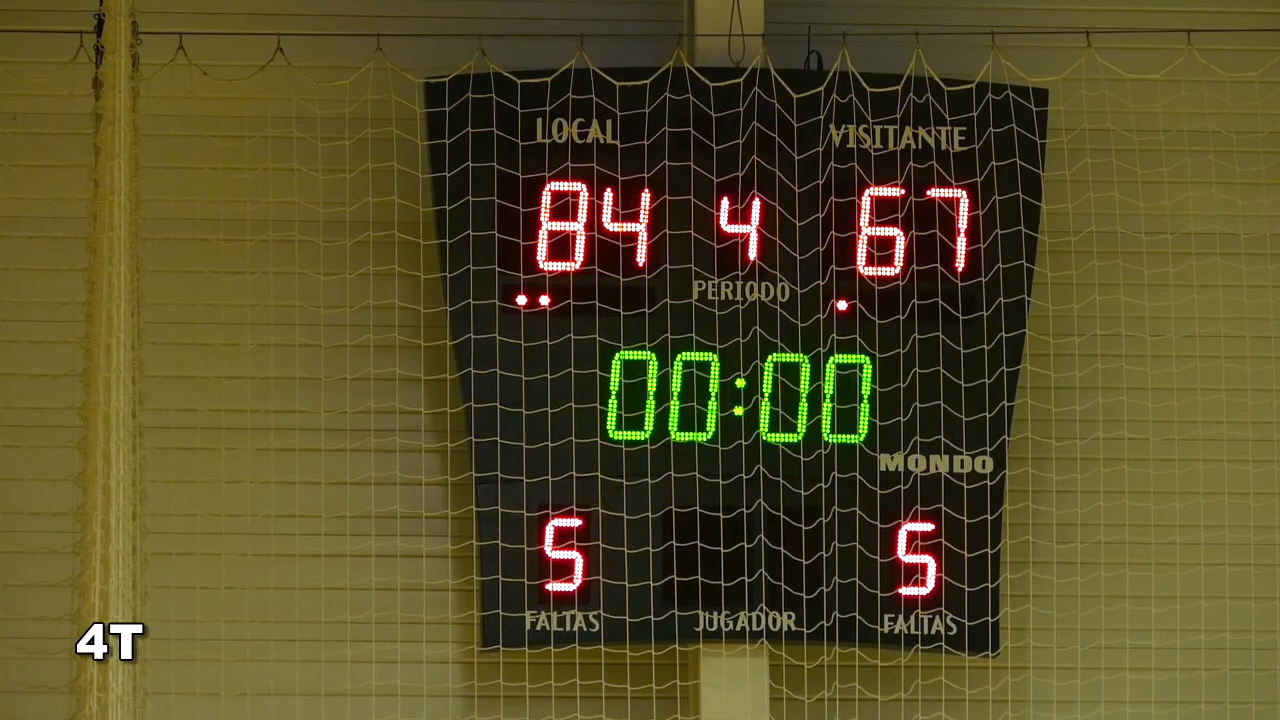 LOCAL VISITANTE
84 4 67
PERIODO
00:00
MONDO
5 5
FALTAS JUGADOR FALTAS
4T